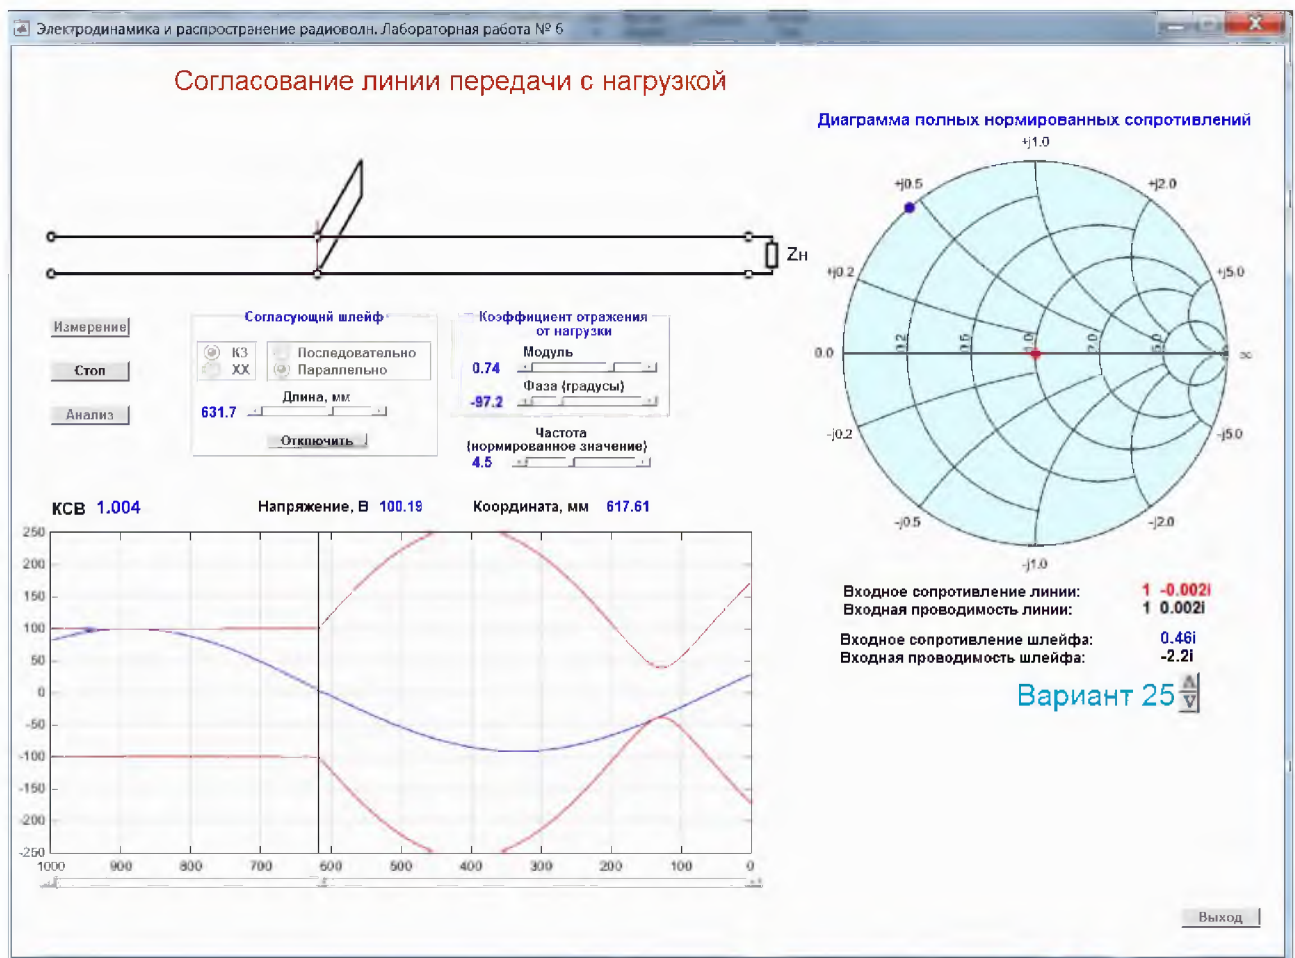 Электродинамика и распространение радиоволн. Лабораторная работа № 6
Согласование линии передачи с нагрузкой
Диаграмма полных нормированных сопротивлений
+j1.0
+j0.5
+j2.0
+j0.2
+j5.0
0.0
0.2
0.5
1.0
2.0
5.0
∞
-j0.2
-j5.0
-j0.5
-j2.0
-j1.0
Zн
Измерение
Стоп
Анализ
Согласующий шлейф
КЗ
ХХ
Последовательно
Параллельно
Длина, мм
631.7
Отключить
Коэффициент отражения
от нагрузки
Модуль
0.74
Фаза (градусы)
-97.2
Частота
(нормированное значение)
4.5
КСВ 1.004
Напряжение, В 100.19
Координата, мм 617.61
250
200
150
100
50
0
-50
-100
-150
-200
-250
1000 900 800 700 600 500 400 300 200 100 0
Входное сопротивление линии: 1 -0.002i
Входная проводимость линии: 1 0.002i
Входное сопротивление шлейфа: 0.46i
Входная проводимость шлейфа: -2.2i
Вариант 25
Выход